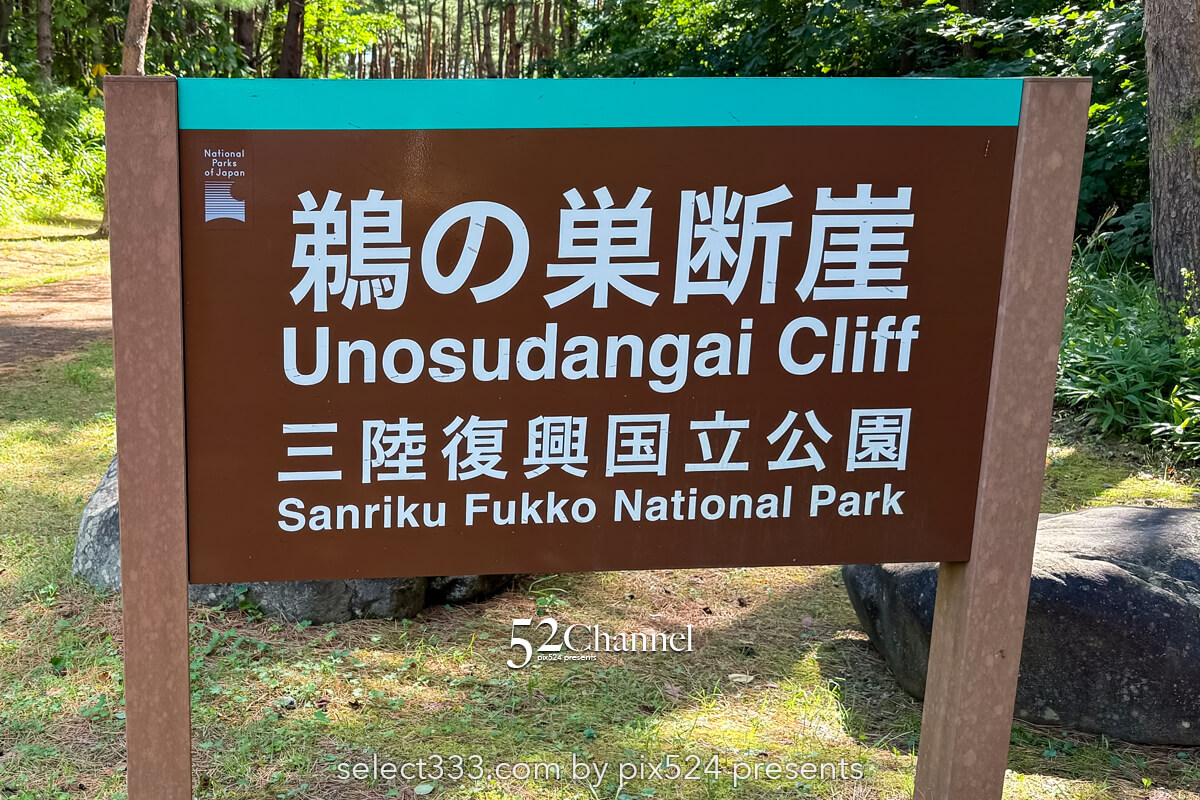 National
Parks
of Japan
鵜の巣断崖
Unosudangai Cliff
三陸復興国立公園
Sanriku Fukko National Park
52Channel
pix524 presents
select333.com by pix524 presents